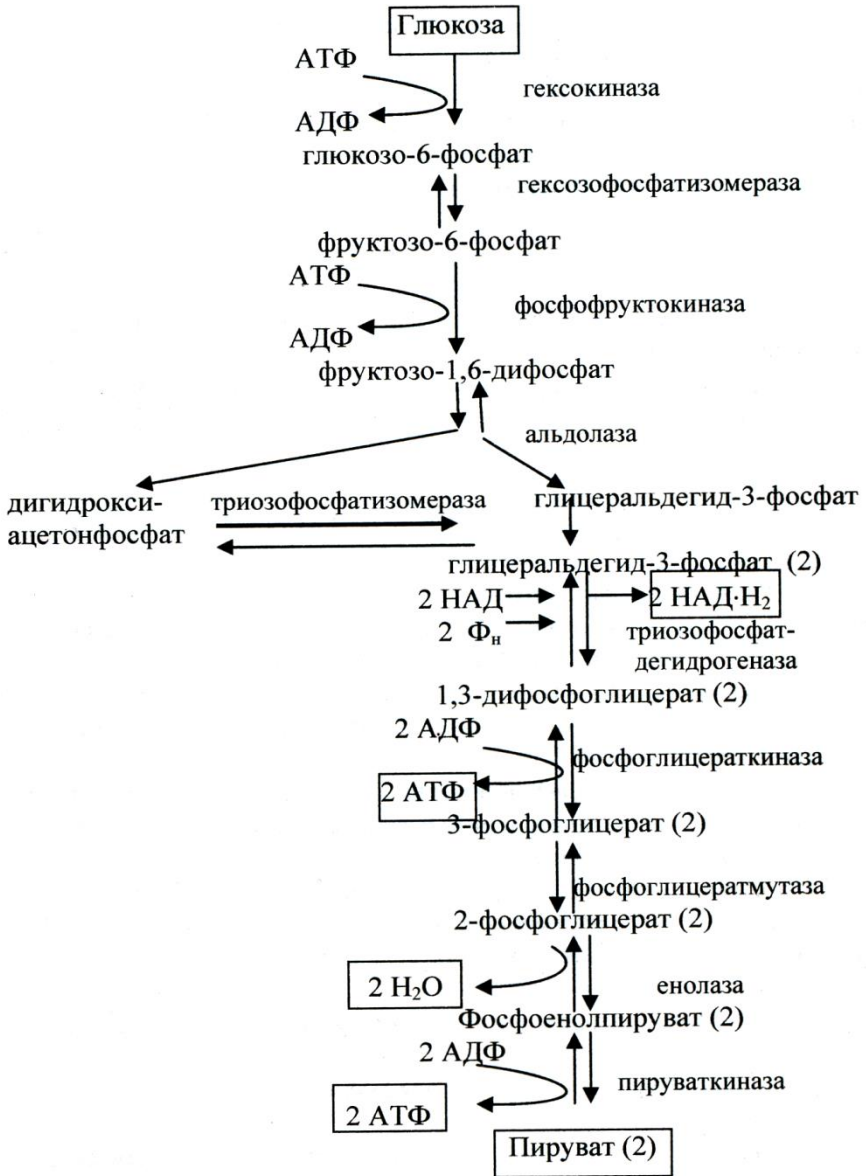 Глюкоза
АТФ
гексокиназа
АДФ
глюкозо-6-фосфат
гексозофосфатизомераза
фруктозо-6-фосфат
АТФ
фосфофруктокиназа
АДФ
фруктозо-1,6-дифосфат
альдолаза
дигидрокси-
ацетонфосфат
триозофосфатизомераза
глицеральдегид-3-фосфат
глицеральдегид-3-фосфат (2)
2 НАД
2 НАД·Н₂
2 Фн
триозофосфат-
дегидрогеназа
1,3-дифосфоглицерат (2)
2 АДФ
фосфоглицераткиназа
2 АТФ
3-фосфоглицерат (2)
фосфоглицератмутаза
2-фосфоглицерат (2)
2 Н₂О
енолаза
Фосфоенолпируват (2)
2 АДФ
пируваткиназа
2 АТФ
Пируват (2)